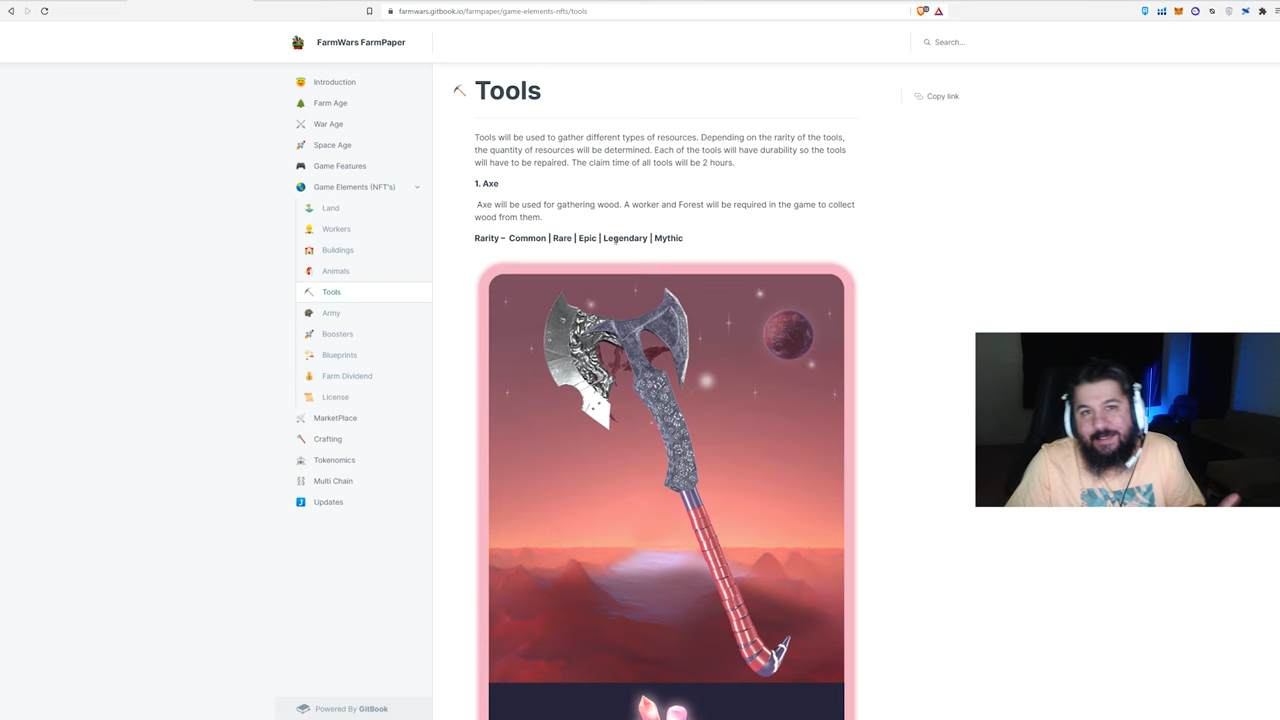 farmwars.gitbook.io/farmpaper/game-elements-nfts/tools
FarmWars FarmPaper
Search...
Introduction
Farm Age
War Age
Space Age
Game Features
Game Elements (NFT's)
Land
Workers
Buildings
Animals
Tools
Army
Boosters
Blueprints
Farm Dividend
License
MarketPlace
Crafting
Tokenomics
Multi Chain
Updates
Powered By GitBook
Tools
Copy link
Tools will be used to gather different types of resources. Depending on the rarity of the tools,
the quantity of resources will be determined. Each of the tools will have durability so the tools
will have to be repaired. The claim time of all tools will be 2 hours.
1. Axe
Axe will be used for gathering wood. A worker and Forest will be required in the game to collect
wood from them.
Rarity – Common | Rare | Epic | Legendary | Mythic